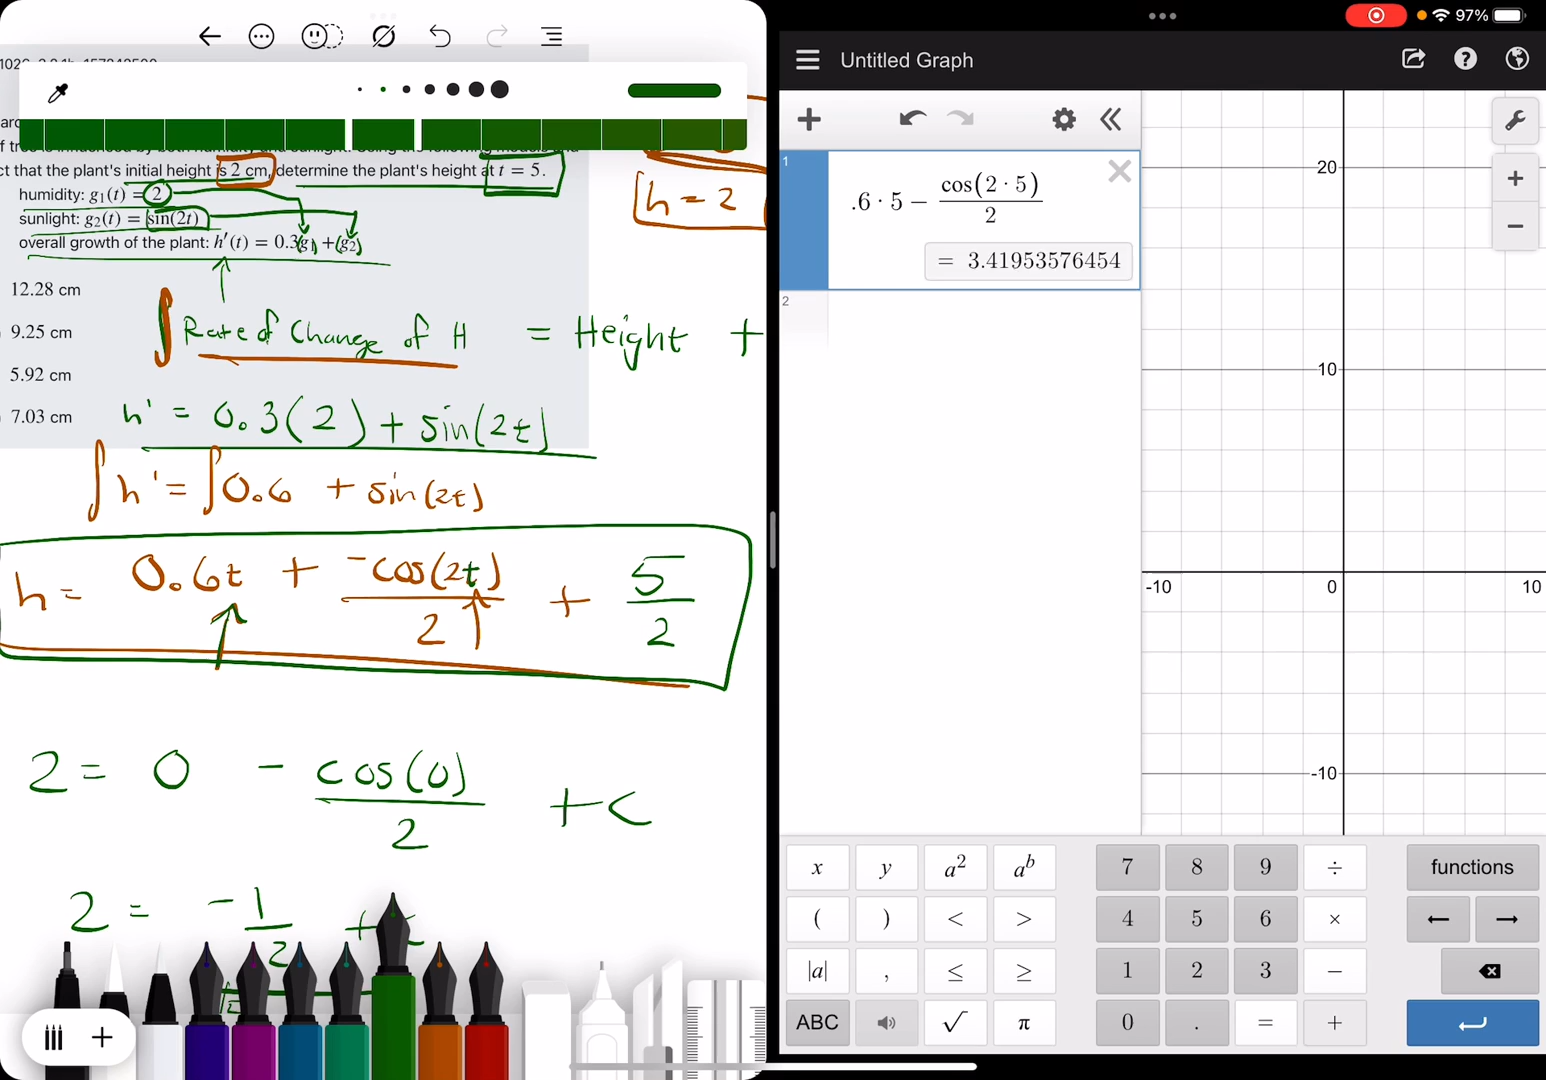 97%
Untitled Graph
ct that the plant's initial height is 2 cm, determine the plant's height at t = 5.
humidity: g₁(t) = 2
sunlight: g₂(t) = sin(2t)
overall growth of the plant: h′(t) = 0.3(g₁) + (g₂)
h = 2
12.28 cm
9.25 cm
5.92 cm
7.03 cm
∫ Rate of Change of H = Height +
h' = 0.3(2) + sin(2t)
∫h' = ∫0.6 + sin(2t)
h = 0.6t + -cos(2t)/2 + 5/2
2 = 0 - cos(0)/2 + C
2 = -1/2 +
1
.6 · 5 − cos(2 · 5)/2
= 3.41953576454
2
20
10
-10 0 10
-10
x y a² aᵇ 7 8 9 ÷ functions
( ) < > 4 5 6 × ← →
|a| , ≤ ≥ 1 2 3 −
ABC √ π 0 . = +